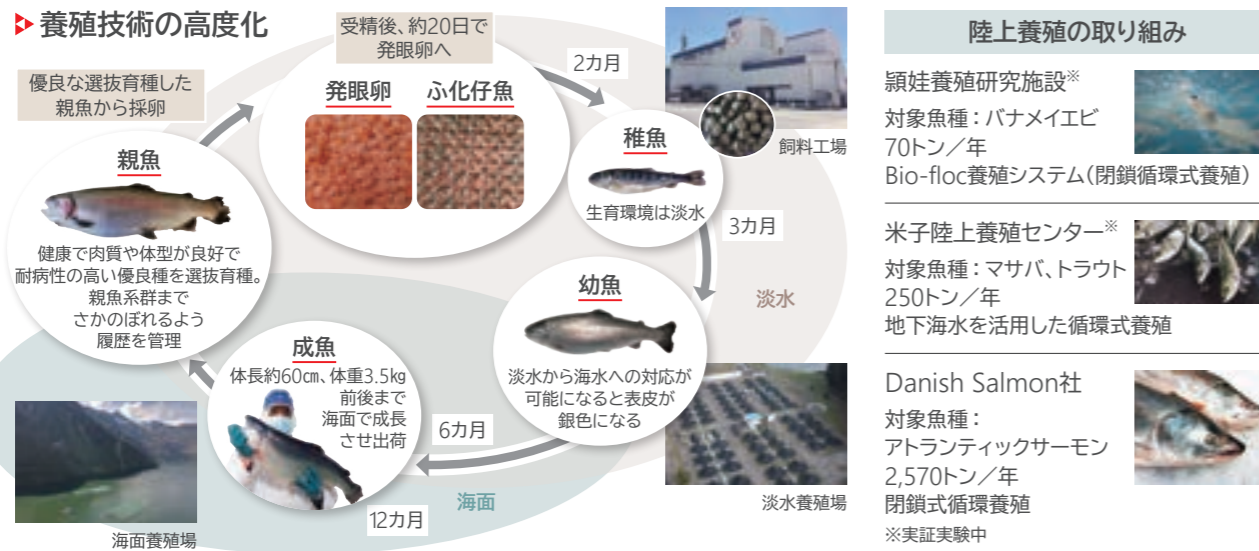 養殖技術の高度化
優良な選抜育種した
親魚から採卵
親魚
健康で肉質や体型が良好で
耐病性の高い優良種を選抜育種。
親魚系群まで
さかのぼれるよう
履歴を管理
受精後、約20日で
発眼卵へ
発眼卵
ふ化仔魚
2カ月
稚魚
生育環境は淡水
飼料工場
3カ月
淡水
幼魚
淡水から海水への対応が
可能になると表皮が
銀色になる
淡水養殖場
6カ月
12カ月
海面
成魚
体長約60㎝、体重3.5㎏
前後まで
海面で成長
させ出荷
海面養殖場
陸上養殖の取り組み
頴娃養殖研究施設※
対象魚種：バナメイエビ
70トン／年
Bio-floc養殖システム（閉鎖循環式養殖）
米子陸上養殖センター※
対象魚種：マサバ、トラウト
250トン／年
地下海水を活用した循環式養殖
Danish Salmon社
対象魚種：
アトランティックサーモン
2,570トン／年
閉鎖式循環養殖
※実証実験中